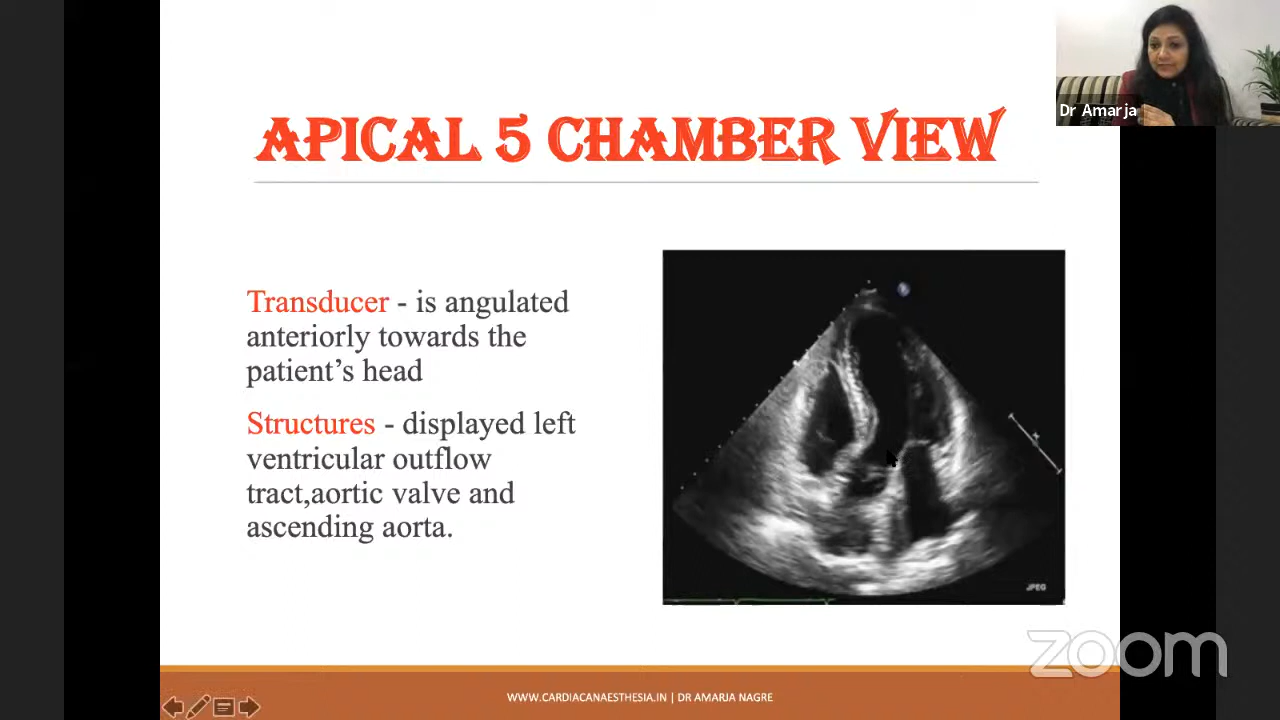 Dr Amarja
APICAL 5 CHAMBER VIEW
Transducer - is angulated
anteriorly towards the
patient’s head
Structures - displayed left
ventricular outflow
tract,aortic valve and
ascending aorta.
JPEG
zoom
WWW.CARDIACANAESTHESIA.IN | DR AMARJA NAGRE